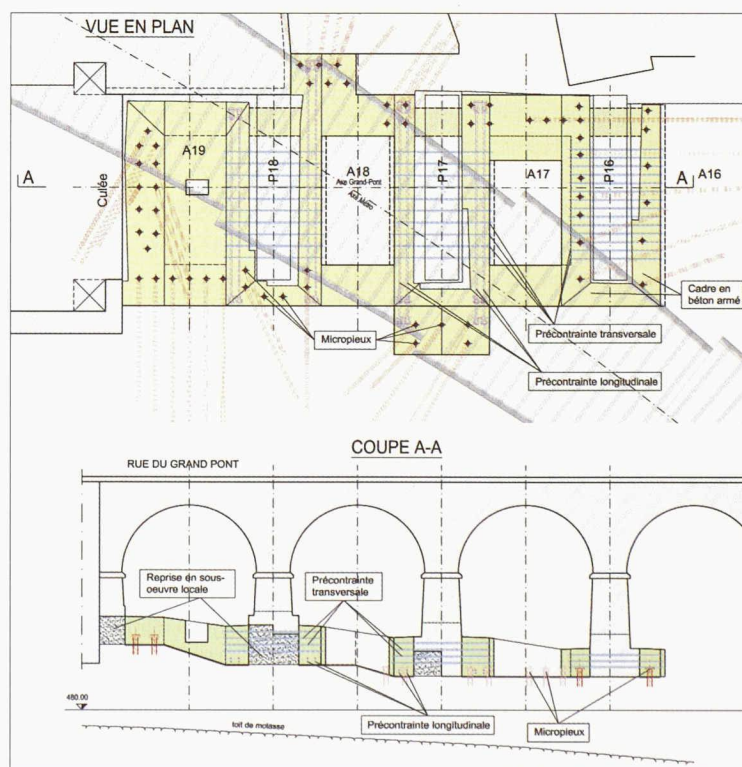 VUE EN PLAN
A19
P18
A18
Axe Grand-Pont
Axe Métro
P17
A17
P16
A
A
A16
Culée
Cadre en
béton armé
Micropieux
Précontrainte transversale
Précontrainte longitudinale
COUPE A-A
RUE DU GRAND PONT
Reprise en sous-
oeuvre locale
Précontrainte
transversale
480.00
toit de molasse
Précontrainte longitudinale
Micropieux